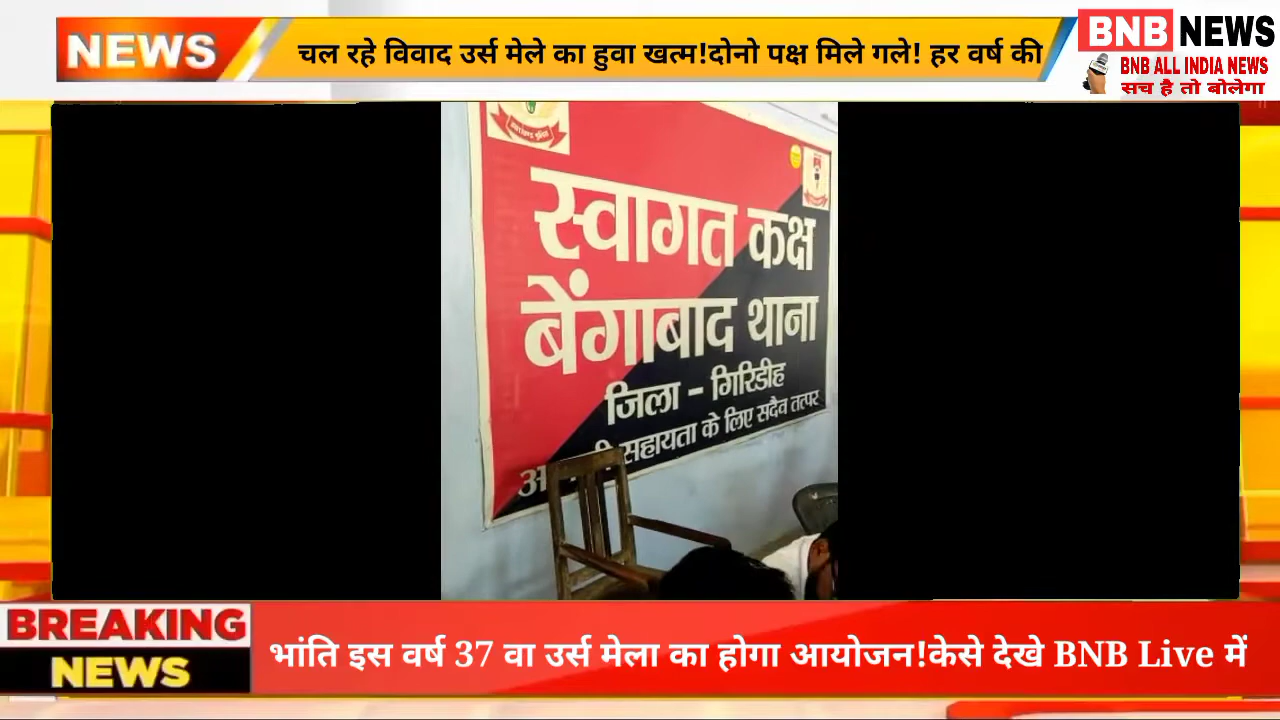 NEWS
चल रहे विवाद उर्स मेले का हुवा खत्म!दोनो पक्ष मिले गले! हर वर्ष की
BNB NEWS
BNB ALL INDIA NEWS
सच है तो बोलेगा
स्वागत कक्ष
बेंगाबाद थाना
जिला - गिरिडीह
सहायता के लिए सदैव तत्पर
BREAKING
NEWS
भांति इस वर्ष 37 वा उर्स मेला का होगा आयोजन!केसे देखे BNB Live में